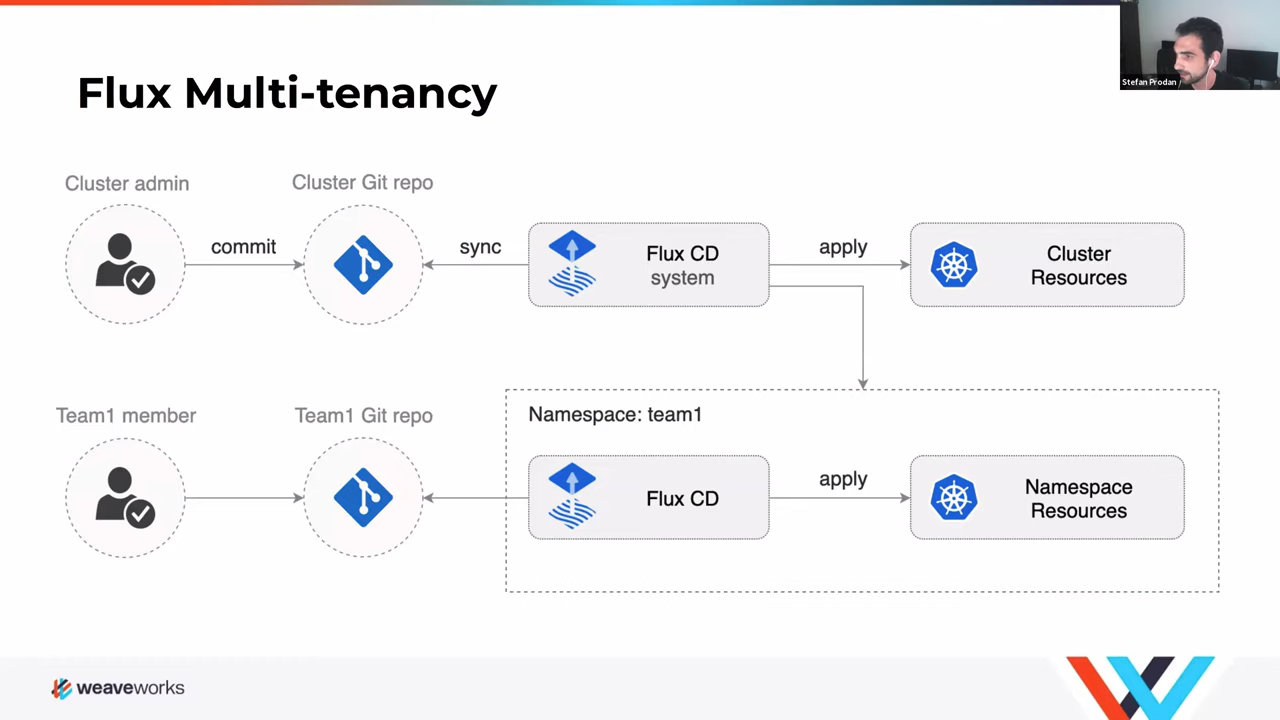 Stefan Prodan
Flux Multi-tenancy
Cluster admin
Cluster Git repo
commit
sync
Flux CD
system
apply
Cluster
Resources
Team1 member
Team1 Git repo
Namespace: team1
Flux CD
apply
Namespace
Resources
weaveworks